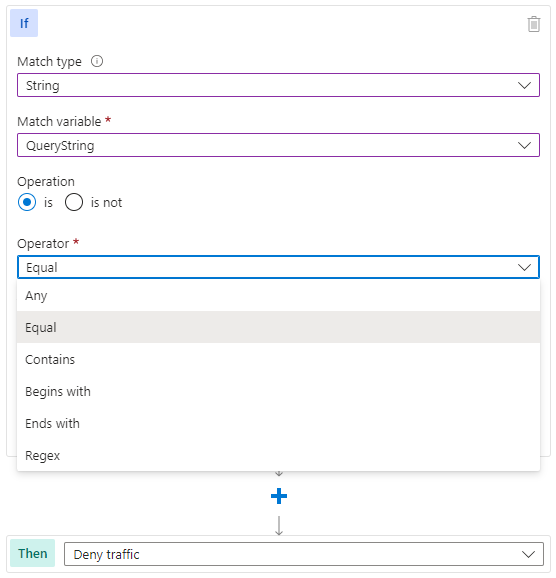 If
Match type
String
Match variable *
QueryString
Operation
is is not
Operator *
Equal
Any
Equal
Contains
Begins with
Ends with
Regex
Then Deny traffic